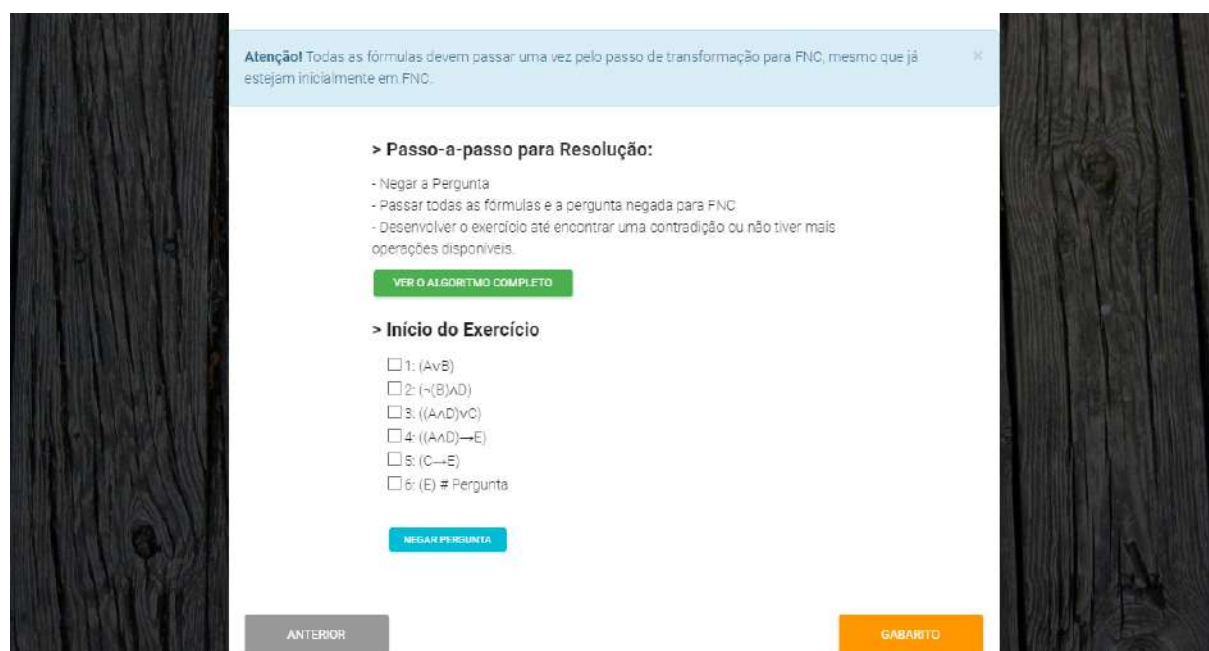 Atenção! Todas as fórmulas devem passar uma vez pelo passo de transformação para FNC, mesmo que já
estejam inicialmente em FNC.
×
> Passo-a-passo para Resolução:
- Negar a Pergunta
- Passar todas as fórmulas e a pergunta negada para FNC
- Desenvolver o exercício até encontrar uma contradição ou não tiver mais
operações disponíveis.
VER O ALGORITMO COMPLETO
> Início do Exercício
1: (A∨B)
2: (¬(B)∧D)
3: ((A∧D)∨C)
4: ((A∧D)→E)
5: (C→E)
6: (E) # Pergunta
NEGAR PERGUNTA
ANTERIOR
GABARITO